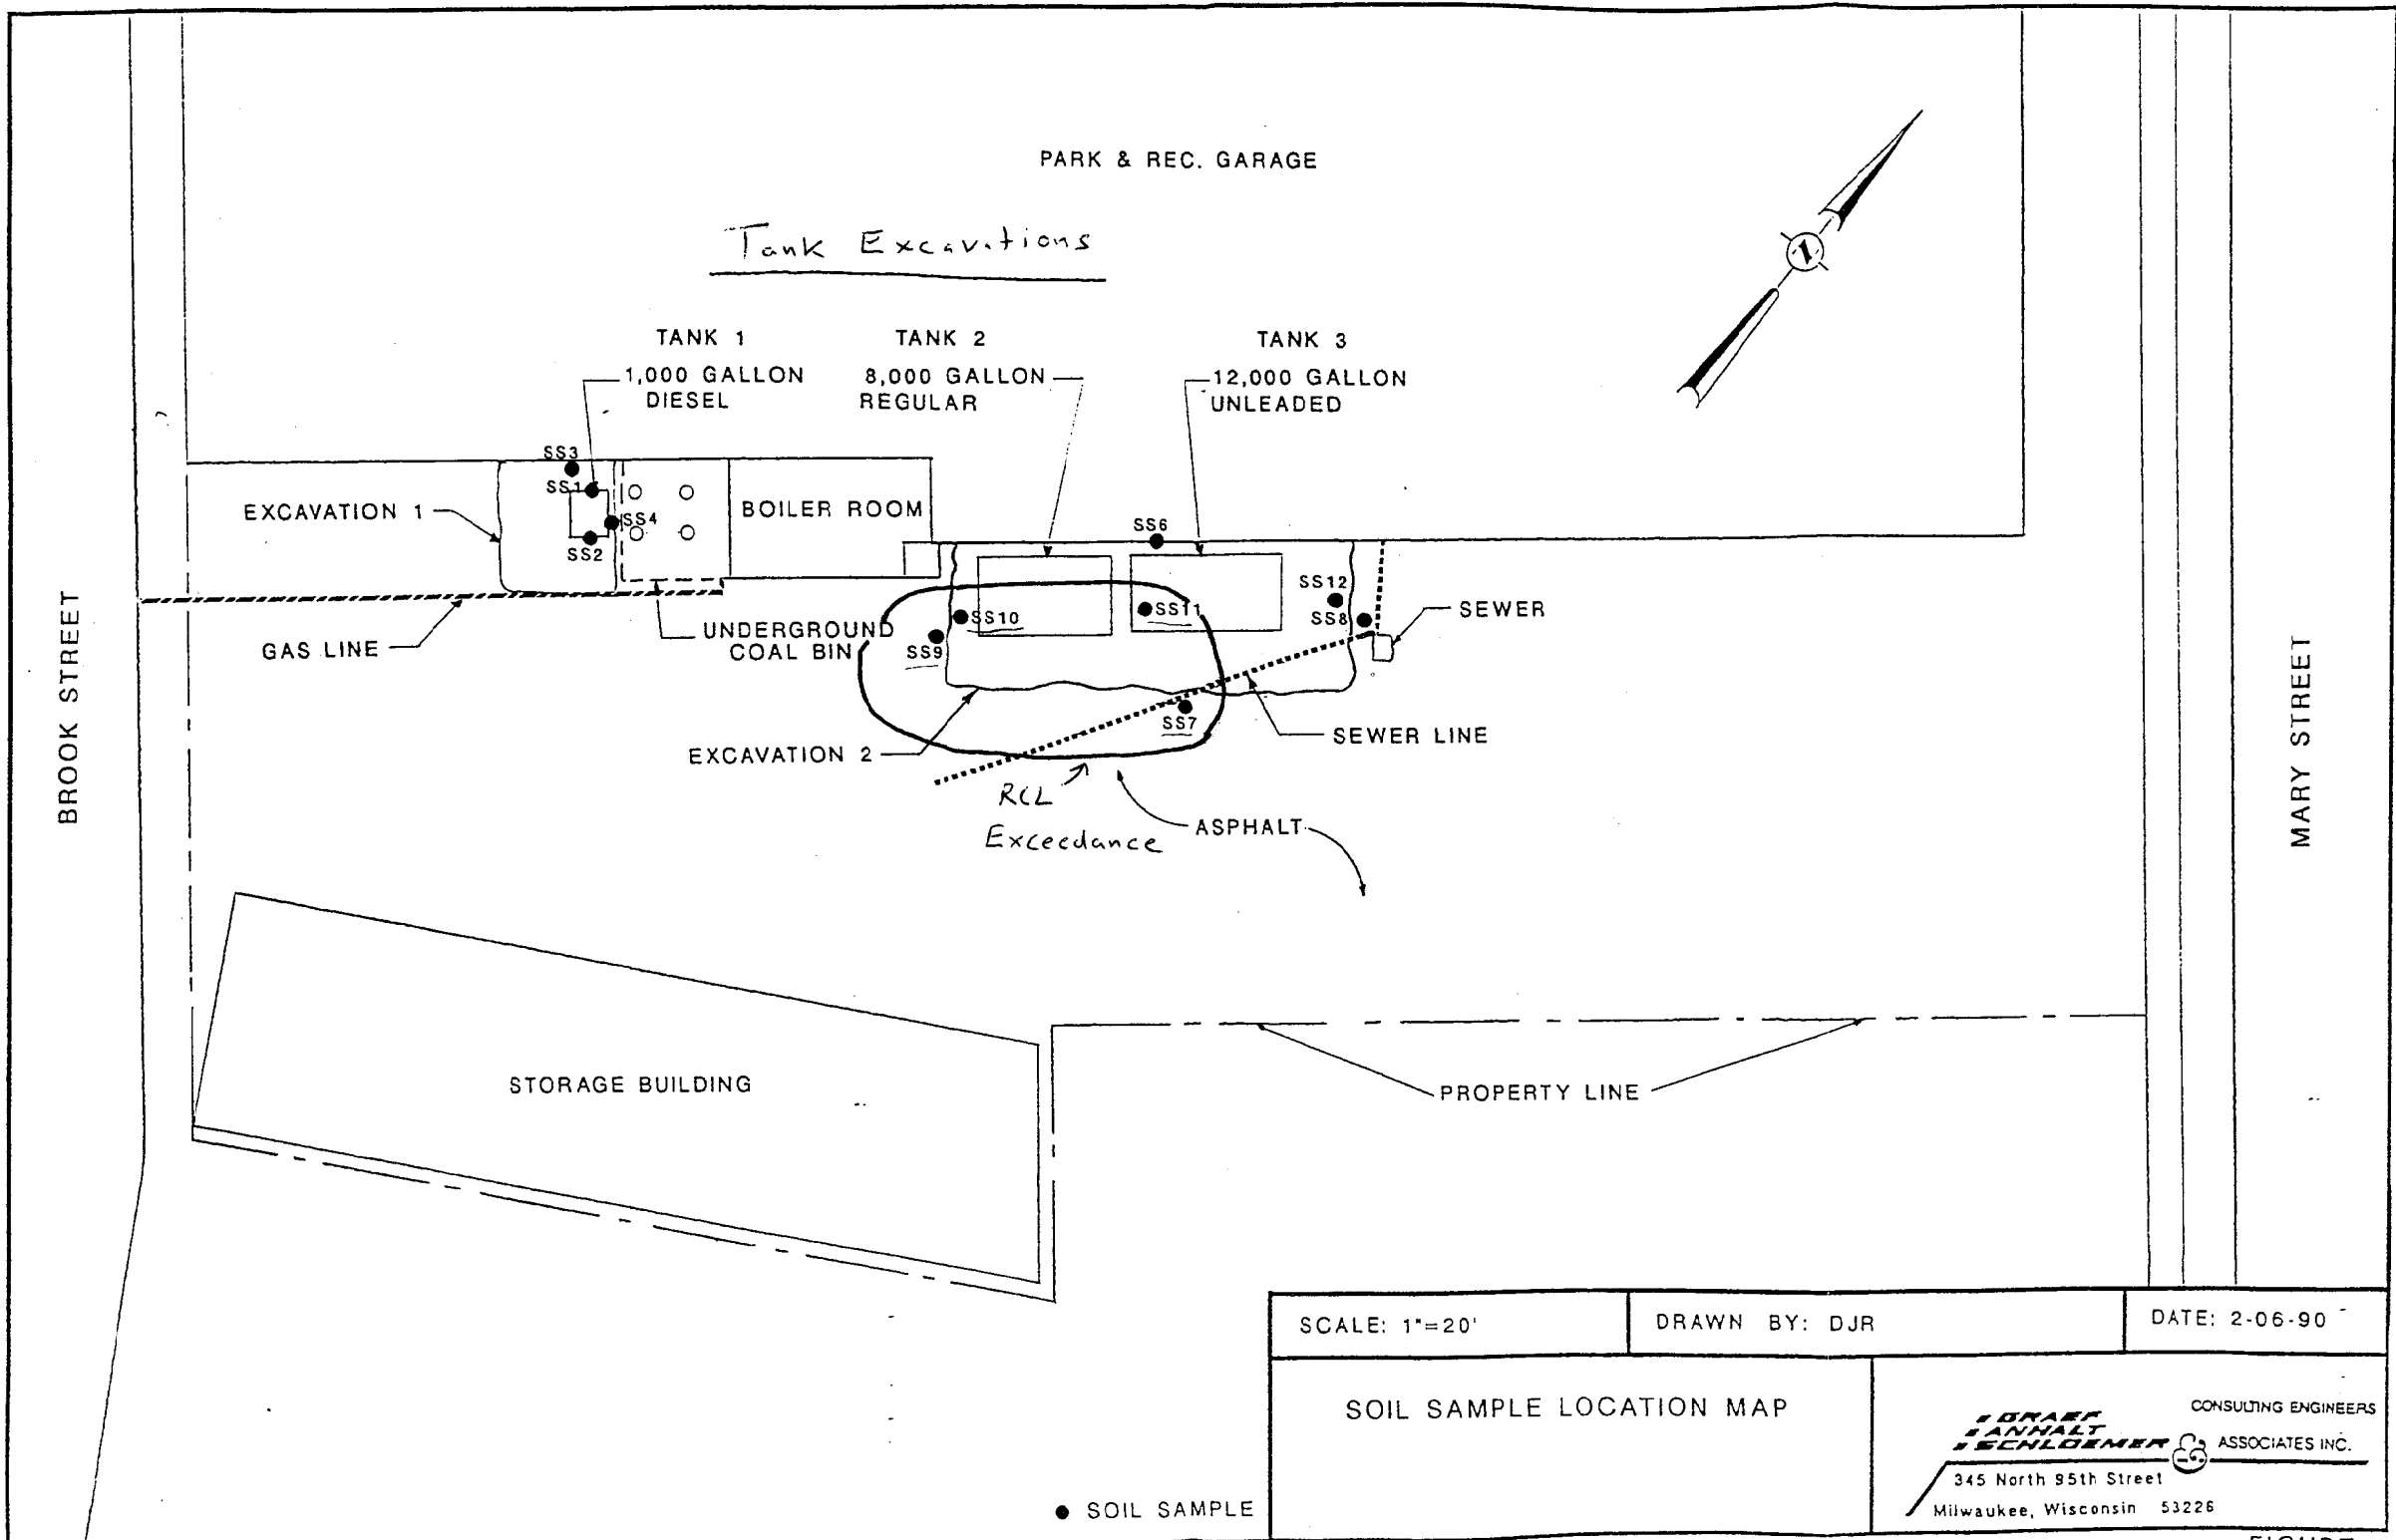 PARK & REC. GARAGE
Tank Excavations
TANK 1
1,000 GALLON
DIESEL
TANK 2
8,000 GALLON
REGULAR
TANK 3
12,000 GALLON
UNLEADED
SS3
SS1
SS4
SS2
EXCAVATION 1
BOILER ROOM
SS6
SS12
SS11
SS10
SS8
SS9
SS7
SEWER
GAS LINE
UNDERGROUND
COAL BIN
EXCAVATION 2
SEWER LINE
RCL
Exceedance
ASPHALT
BROOK STREET
MARY STREET
STORAGE BUILDING
PROPERTY LINE
SCALE: 1"=20'
DRAWN BY: DJR
DATE: 2-06-90
SOIL SAMPLE LOCATION MAP
GRAEF
ANHALT
SCHLOEMER &
CONSULTING ENGINEERS
ASSOCIATES INC.
345 North 95th Street
Milwaukee, Wisconsin 53226
SOIL SAMPLE